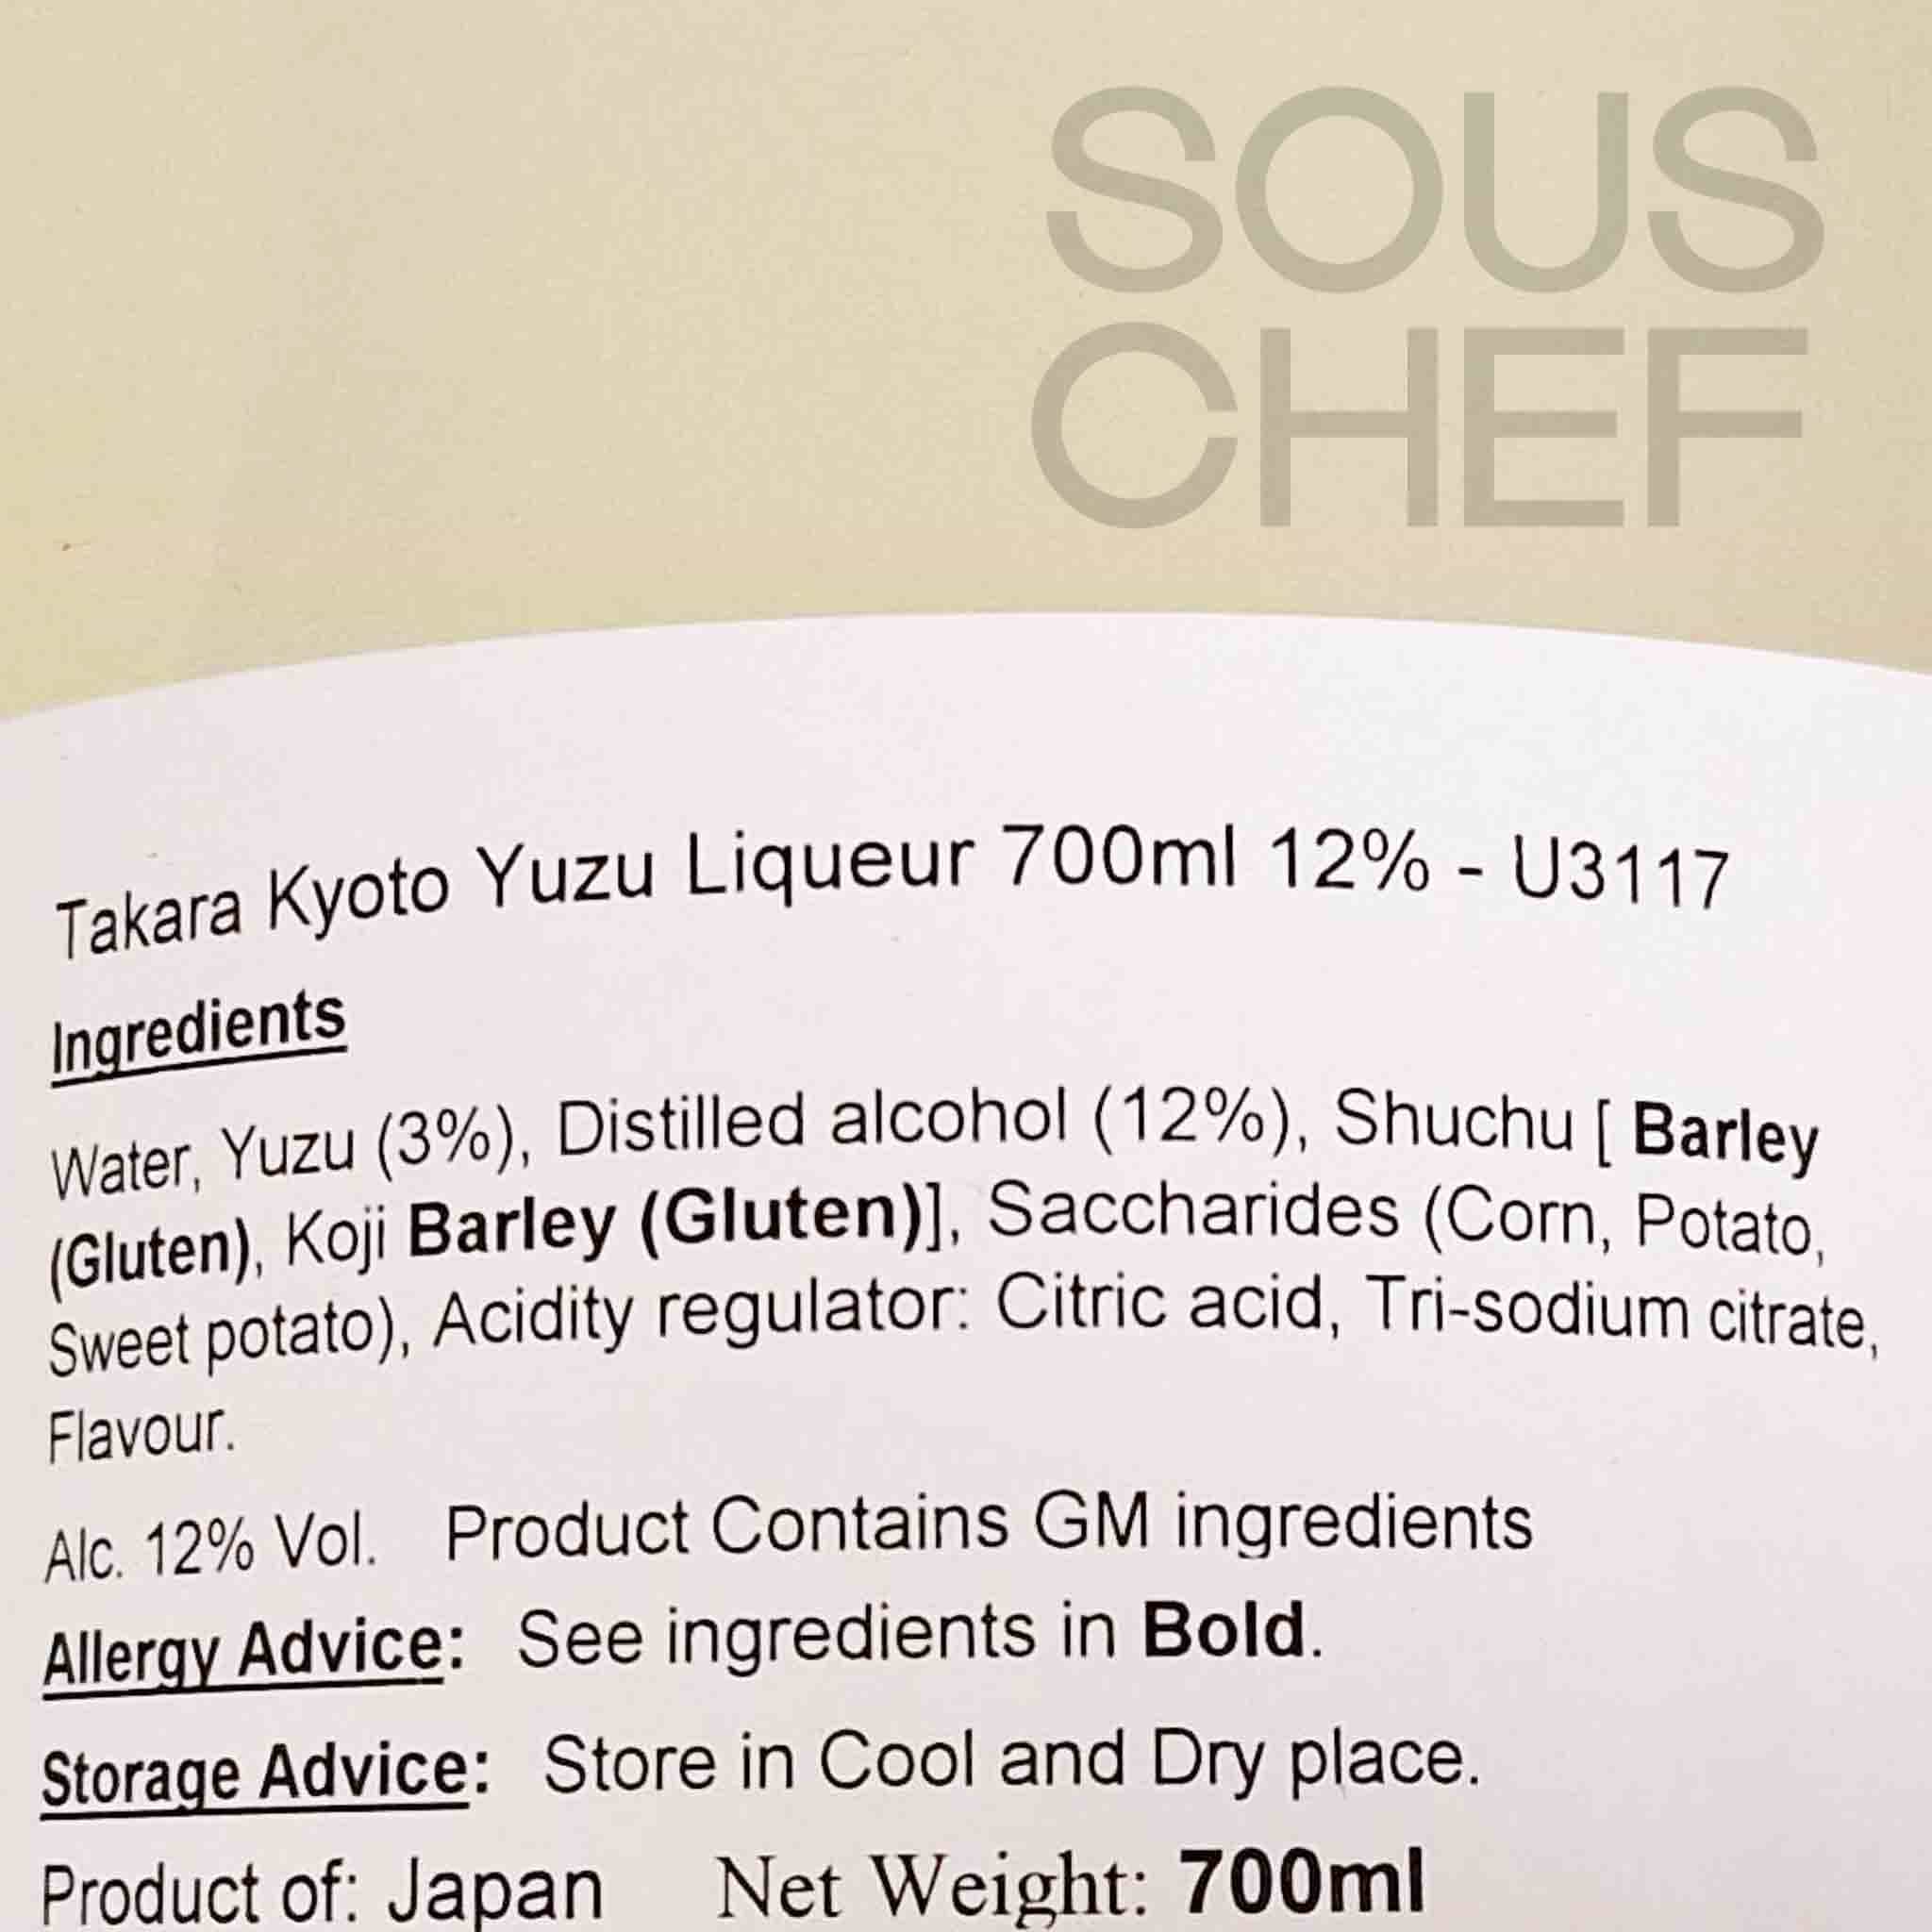 SOUS
CHEF
Takara Kyoto Yuzu Liqueur 700ml 12% - U3117
Ingredients
Water, Yuzu (3%), Distilled alcohol (12%), Shuchu [ Barley
(Gluten), Koji Barley (Gluten)], Saccharides (Corn, Potato,
Sweet potato), Acidity regulator: Citric acid, Tri-sodium citrate,
Flavour.
Alc. 12% Vol. Product Contains GM ingredients
Allergy Advice: See ingredients in Bold.
Storage Advice: Store in Cool and Dry place.
Product of: Japan Net Weight: 700ml